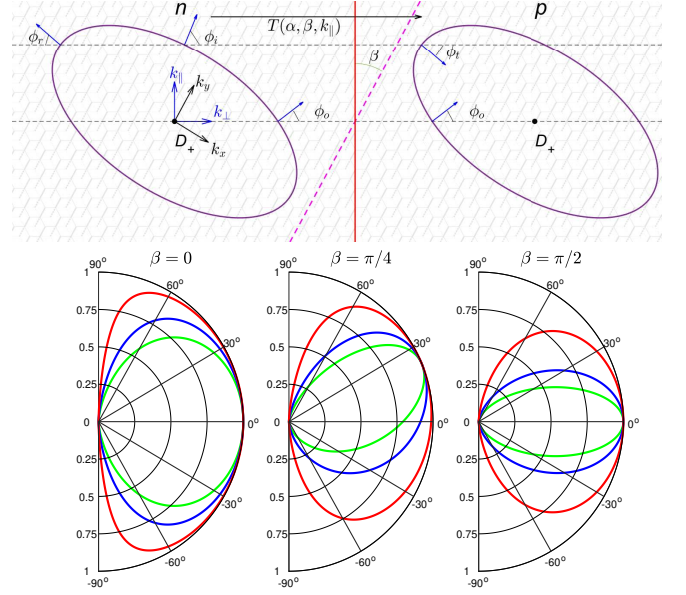 n p
T(α, β, k∥)
ϕr ϕi β ϕt
k∥ ky
k⊥ ϕo ϕo
D+ kx D+
β = 0 β = π/4 β = π/2
90° 90° 90°
1 1 1
60° 60° 60°
0.75 0.75 0.75
0.5 30° 0.5 30° 0.5 30°
0.25 0.25 0.25
0 0° 0 0° 0 0°
0.25 0.25 0.25
0.5 -30° 0.5 -30° 0.5 -30°
0.75 0.75 0.75
-60° -60° -60°
1 1 1
-90° -90° -90°